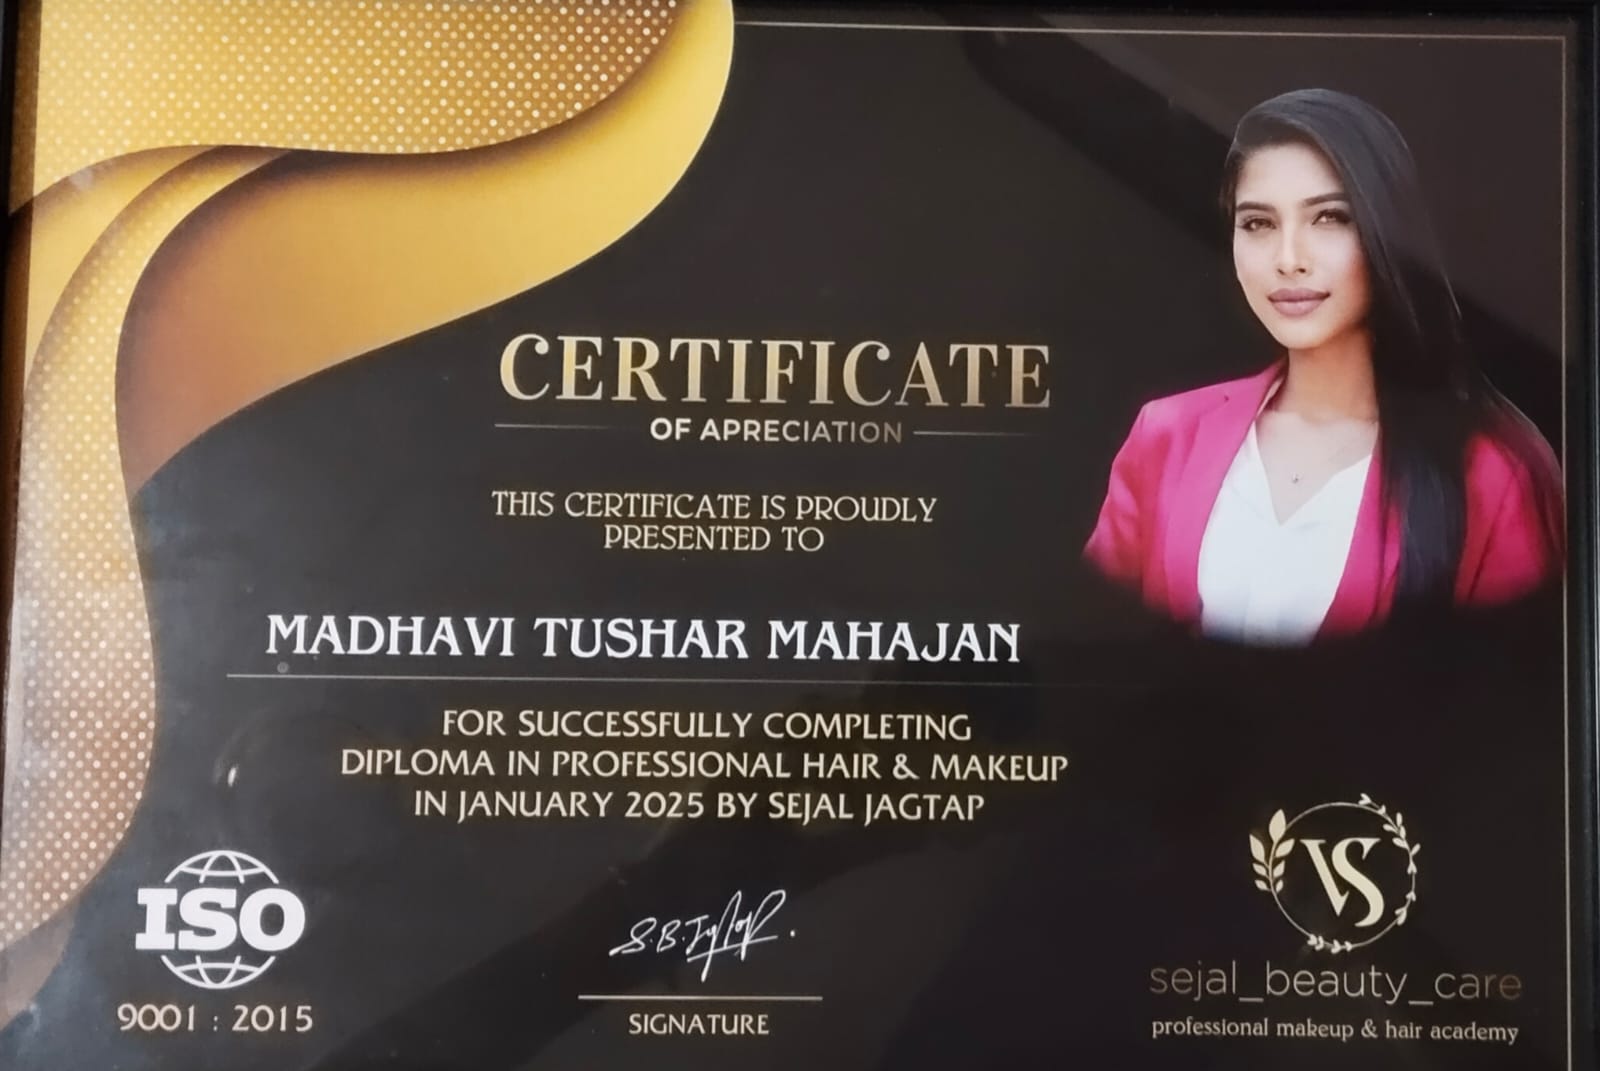 CERTIFICATE
OF APRECIATION
THIS CERTIFICATE IS PROUDLY
PRESENTED TO
MADHAVI TUSHAR MAHAJAN
FOR SUCCESSFULLY COMPLETING
DIPLOMA IN PROFESSIONAL HAIR & MAKEUP
IN JANUARY 2025 BY SEJAL JAGTAP
ISO
9001 : 2015
S.B.Jagtap.
SIGNATURE
VS
sejal_beauty_care
professional makeup & hair academy